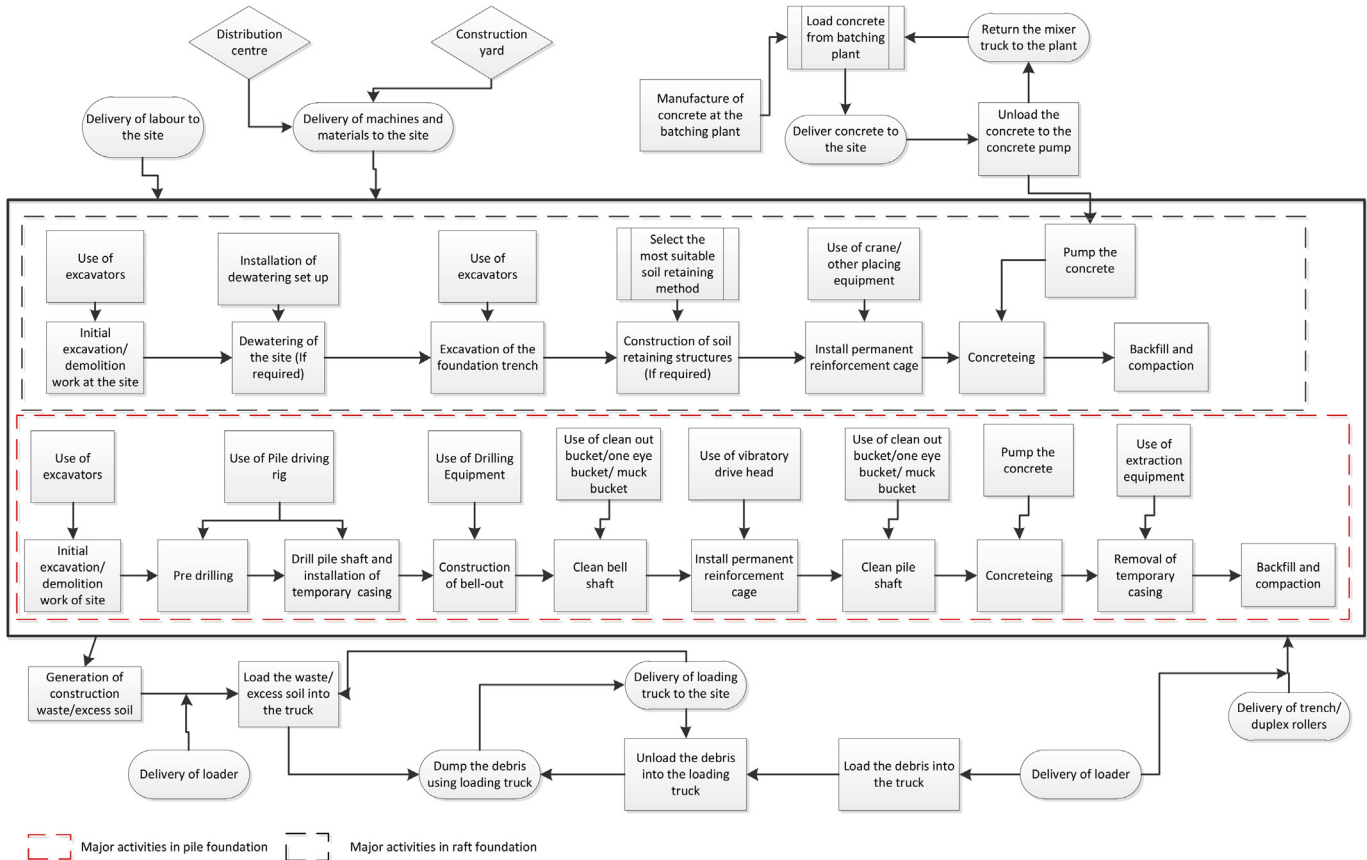 Distribution
centre
Construction
yard
Load concrete
from batching
plant
Return the mixer
truck to the plant
Delivery of labour to
the site
Delivery of machines and
materials to the site
Manufacture of
concrete at the
batching plant
Deliver concrete to
the site
Unload the
concrete to the
concrete pump
Use of
excavators
Installation of
dewatering set up
Use of
excavators
Select the
most suitable
soil retaining
method
Use of crane/
other placing
equipment
Pump the
concrete
Initial
excavation/
demolition
work at the site
Dewatering of
the site (If
required)
Excavation of the
foundation trench
Construction of soil
retaining structures
(If required)
Install permanent
reinforcement cage
Concreteing
Backfill and
compaction
Use of
excavators
Use of Pile driving
rig
Use of Drilling
Equipment
Use of clean out
bucket/one eye
bucket/ muck
bucket
Use of vibratory
drive head
Use of clean out
bucket/one eye
bucket/ muck
bucket
Pump the
concrete
Use of
extraction
equipment
Initial
excavation/
demolition
work of site
Pre drilling
Drill pile shaft and
installation of
temporary casing
Construction
of bell-out
Clean bell
shaft
Install permanent
reinforcement
cage
Clean pile
shaft
Concreteing
Removal of
temporary
casing
Backfill and
compaction
Generation of
construction
waste/excess soil
Load the waste/
excess soil into
the truck
Delivery of loading
truck to the site
Delivery of trench/
duplex rollers
Delivery of loader
Dump the debris
using loading truck
Unload the debris
into the loading
truck
Load the debris into
the truck
Delivery of loader
Major activities in pile foundation
Major activities in raft foundation